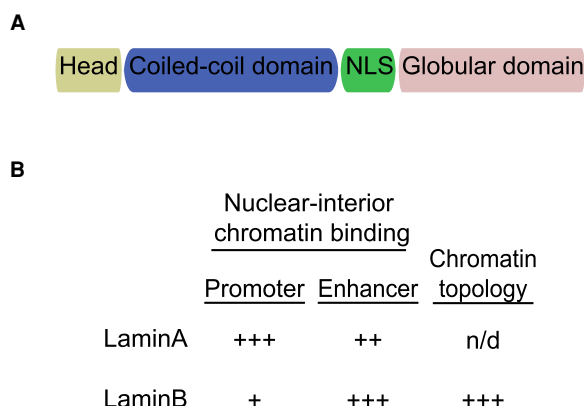 A
Head Coiled-coil domain NLS Globular domain
B
Nuclear-interior
chromatin binding
Chromatin
topology
Promoter Enhancer
LaminA +++ ++ n/d
LaminB + +++ +++